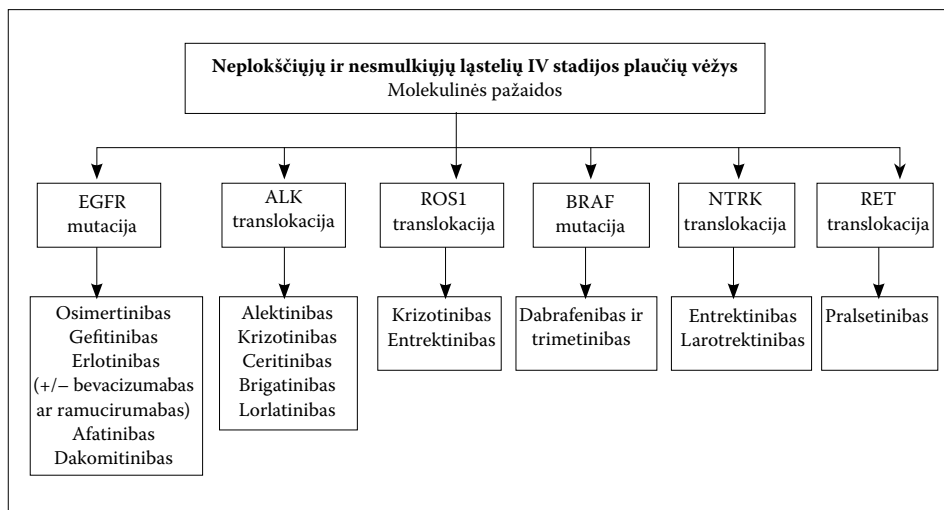 Neplokščiųjų ir nesmulkiųjų ląstelių IV stadijos plaučių vėžys
Molekulinės pažaidos
EGFR
mutacija
ALK
translokacija
ROS1
translokacija
BRAF
mutacija
NTRK
translokacija
RET
translokacija
Osimertinibas
Gefitinibas
Erlotinibas
(+/– bevacizumabas
ar ramucirumabas)
Afatinibas
Dakomitinibas
Alektinibas
Krizotinibas
Ceritinibas
Brigatinibas
Lorlatinibas
Krizotinibas
Entrektinibas
Dabrafenibas ir
trimetinibas
Entrektinibas
Larotrektinibas
Pralsetinibas